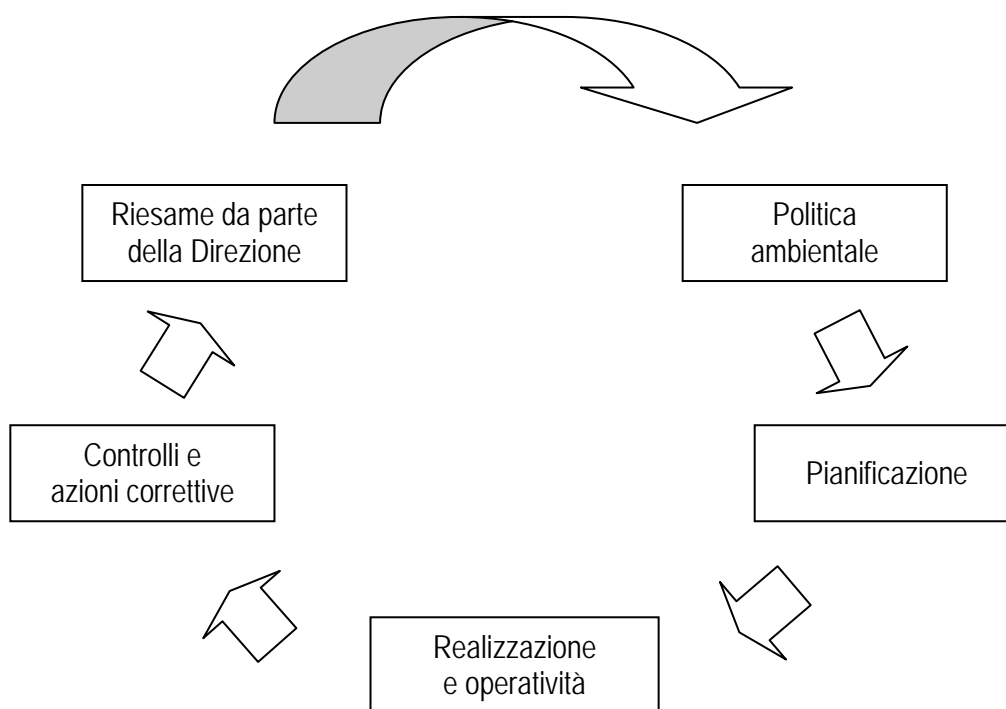 Riesame da parte
della Direzione
Politica
ambientale
Controlli e
azioni correttive
Pianificazione
Realizzazione
e operatività